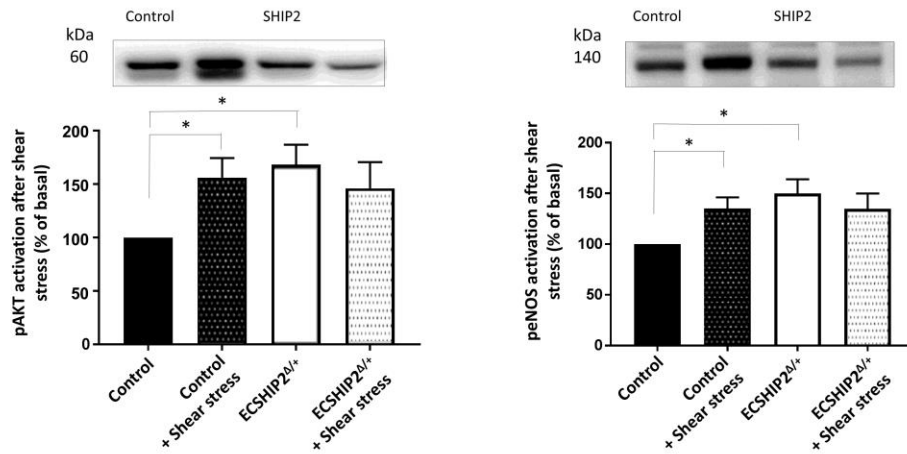 Control SHIP2
kDa
60
*
*
pAKT activation after shear
stress (% of basal)
200
150
100
50
0
Control
Control
+ Shear stress
ECSHIP2Δ/+
ECSHIP2Δ/+
+ Shear stress
Control SHIP2
kDa
140
*
*
peNOS activation after shear
stress (% of basal)
200
150
100
50
0
Control
Control
+ Shear stress
ECSHIP2Δ/+
ECSHIP2Δ/+
+ Shear stress